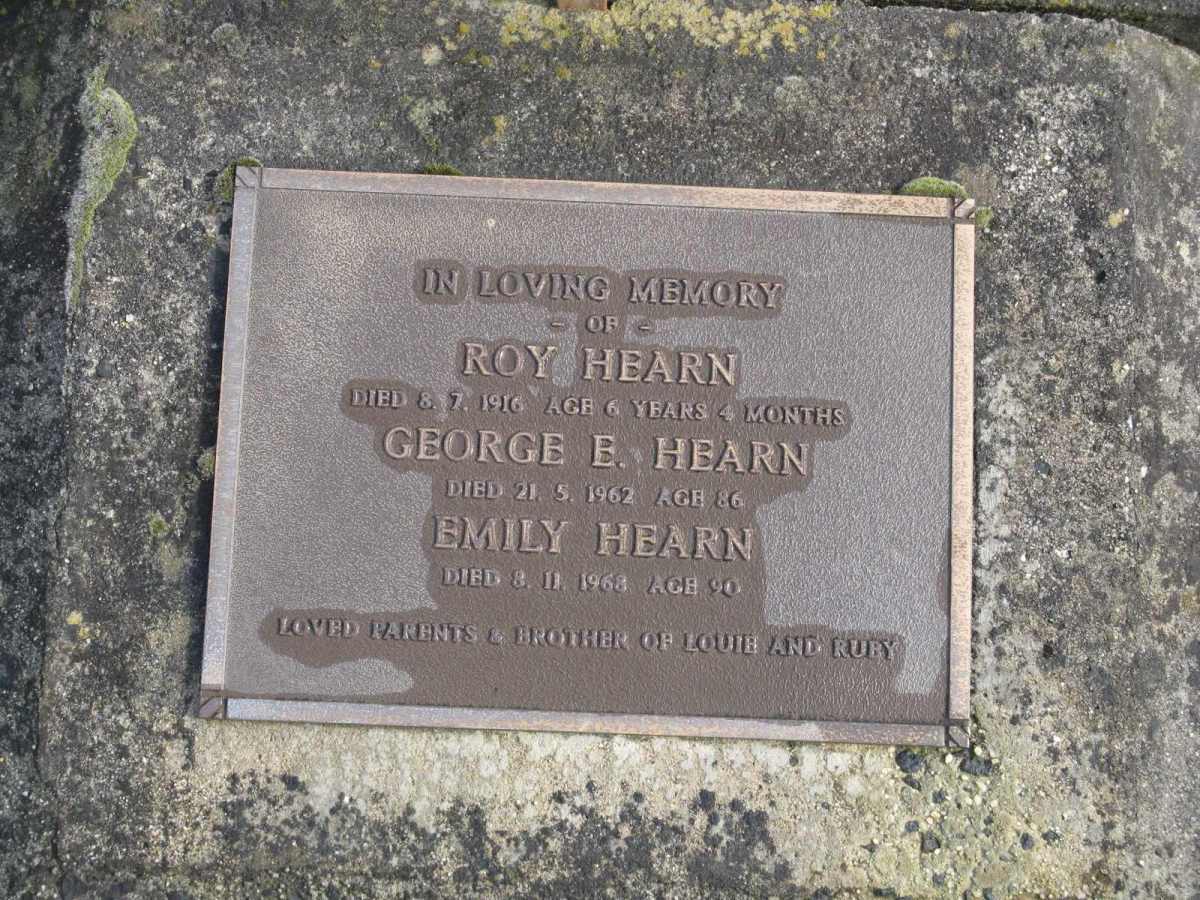 IN LOVING MEMORY
- OF -
ROY HEARN
DIED 8. 7. 1916 AGE 6 YEARS 4 MONTHS
GEORGE E. HEARN
DIED 21. 5. 1962 AGE 86
EMILY HEARN
DIED 8. 11. 1968 AGE 90
LOVED PARENTS & BROTHER OF LOUIE AND RUBY